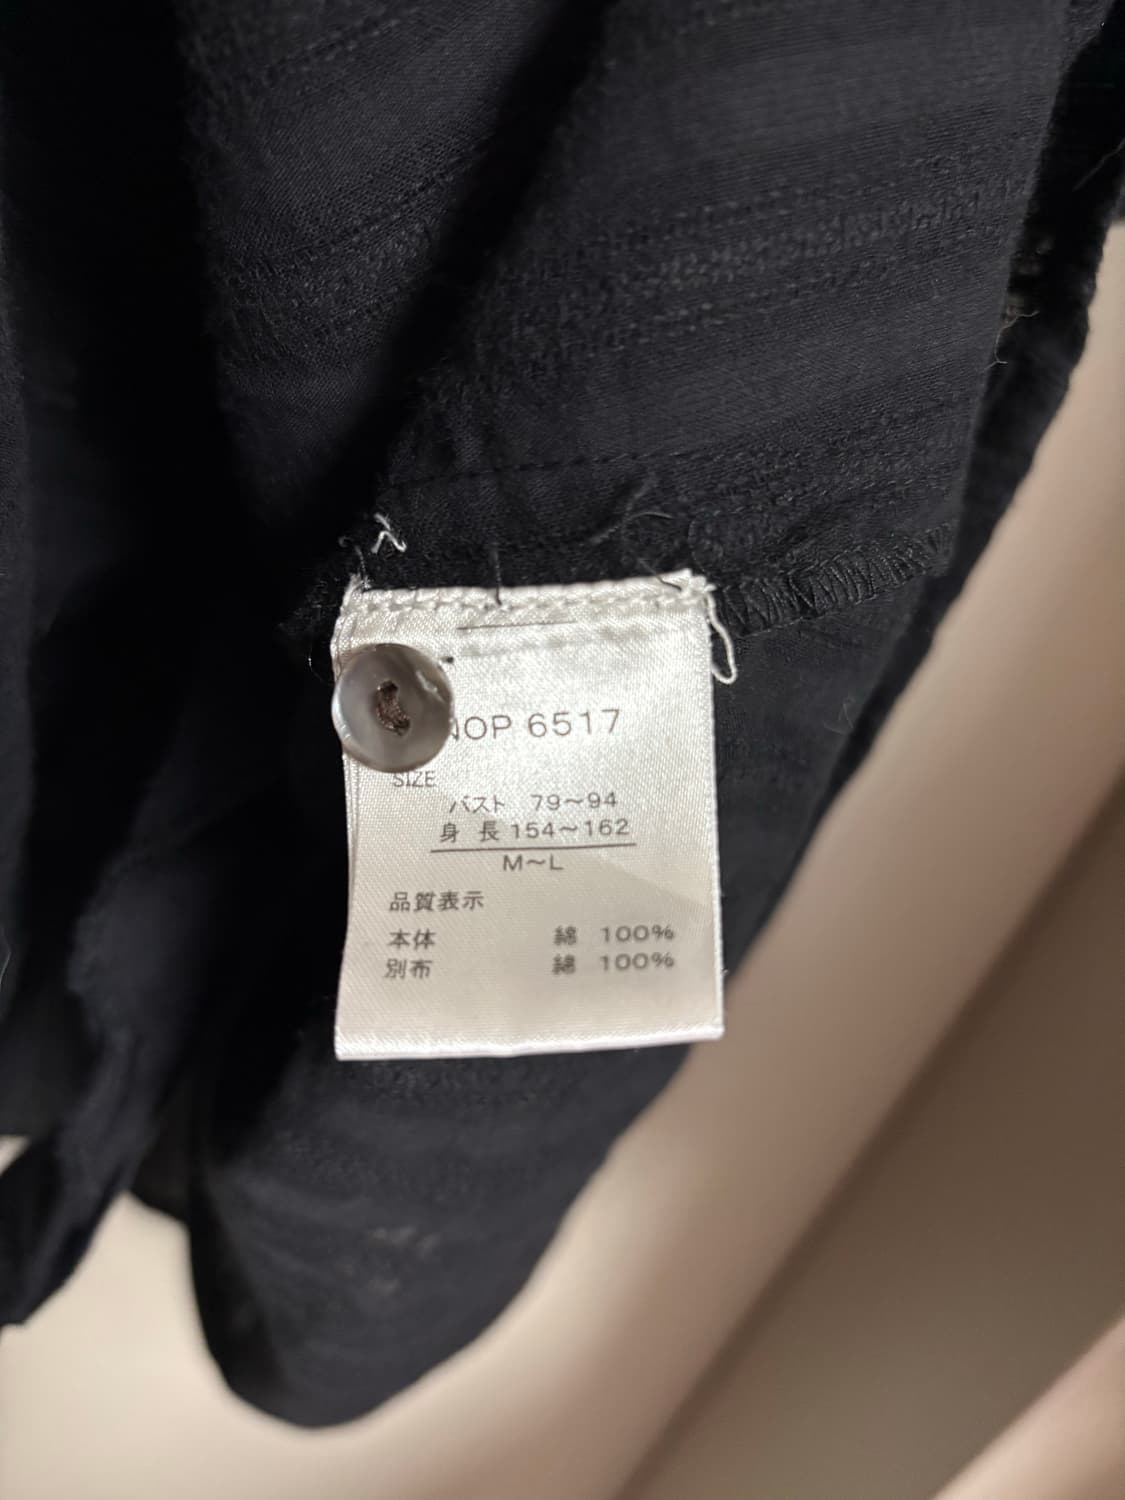 NOP 6517
SIZE
バスト 79〜94
身 長 154〜162
M〜L
品質表示
本体 綿 100%
別布 綿 100%